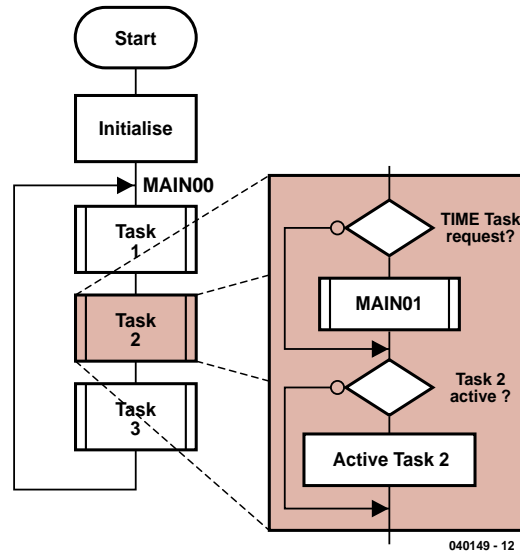 Start
Initialise
MAIN00
Task
1
Task
2
Task
3
TIME Task
request?
MAIN01
Task 2
active ?
Active Task 2
040149 - 12